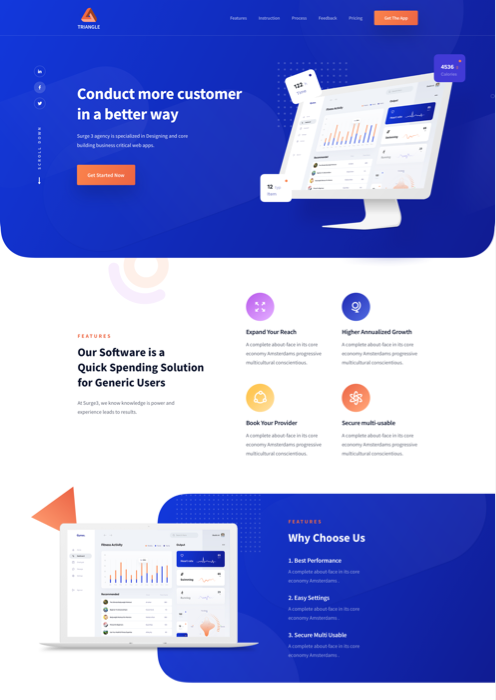 TRIANGLE
Features Instruction Process Feedback Pricing Get The App
Conduct more customer
in a better way
Surge 3 agency is specialized in Designing and core
building business critical web apps.
Get Started Now
SCROLL DOWN
4536
122
12
Fitness Activity
FEATURES
Our Software is a
Quick Spending Solution
for Generic Users
At Surge3, we know knowledge is power and
experience leads to results.
Expand Your Reach
A complete about-face in its core
economy Amsterdams progressive
multicultural conscientious.
Higher Annualized Growth
A complete about-face in its core
economy Amsterdams progressive
multicultural conscientious.
Book Your Provider
A complete about-face in its core
economy Amsterdams progressive
multicultural conscientious.
Secure multi-usable
A complete about-face in its core
economy Amsterdams progressive
multicultural conscientious.
Fitness Activity
Recommended
FEATURES
Why Choose Us
1. Best Performance
A complete about-face in its core
economy Amsterdams .
2. Easy Settings
A complete about-face in its core
economy Amsterdams .
3. Secure Multi Usable
A complete about-face in its core
economy Amsterdams .